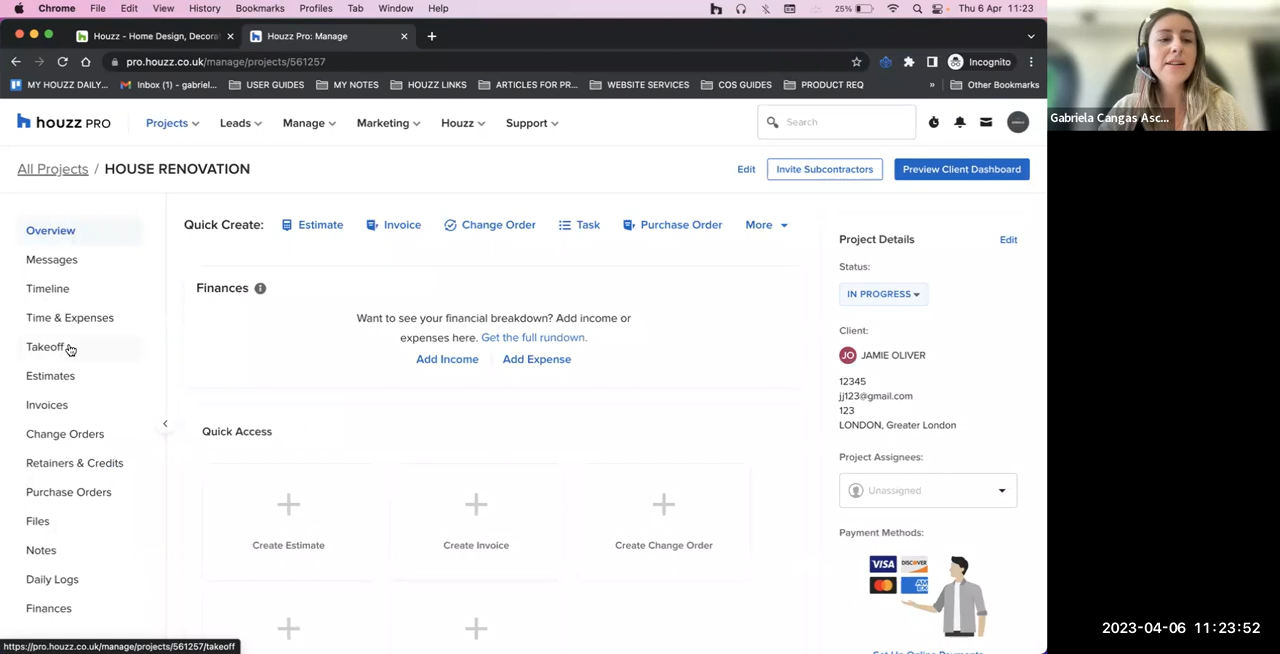 Chrome File Edit View History Bookmarks Profiles Tab Window Help 25% Thu 6 Apr 11:23
Houzz - Home Design, Decora Houzz Pro: Manage
pro.houzz.co.uk/manage/projects/561257 Incognito
MY HOUZZ DAILY... Inbox (1) - gabriel... USER GUIDES MY NOTES HOUZZ LINKS ARTICLES FOR PR... WEBSITE SERVICES COS GUIDES PRODUCT REQ » Other Bookmarks
Gabriela Cangas Asc...
houzz PRO Projects Leads Manage Marketing Houzz Support Search
All Projects / HOUSE RENOVATION Edit Invite Subcontractors Preview Client Dashboard
Overview
Messages
Timeline
Time & Expenses
Takeoff
Estimates
Invoices
Change Orders
Retainers & Credits
Purchase Orders
Files
Notes
Daily Logs
Finances
Quick Create: Estimate Invoice Change Order Task Purchase Order More
Finances
Want to see your financial breakdown? Add income or
expenses here. Get the full rundown.
Add Income Add Expense
Quick Access
Create Estimate Create Invoice Create Change Order
Project Details Edit
Status:
IN PROGRESS
Client:
JO JAMIE OLIVER
12345
jj123@gmail.com
123
LONDON, Greater London
Project Assignees:
Unassigned
Payment Methods:
VISA DISCOVER
AM EX
Set Up Online Payments
https://pro.houzz.co.uk/manage/projects/561257/takeoff
2023-04-06 11:23:52